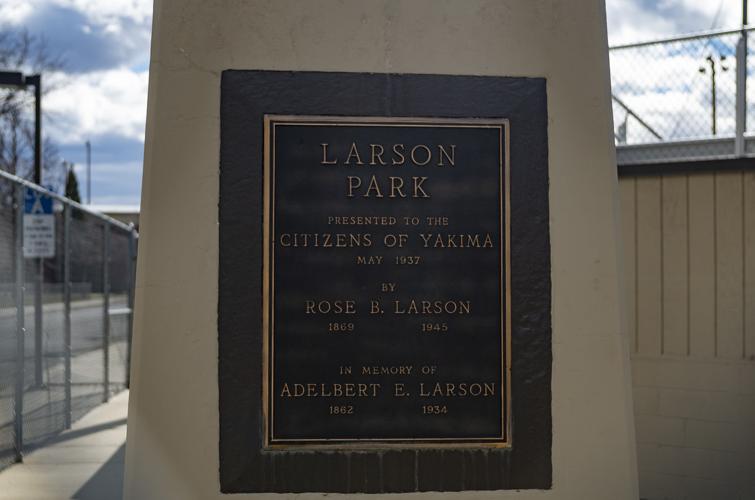 LARSON
PARK
PRESENTED TO THE
CITIZENS OF YAKIMA
MAY 1937
BY
ROSE B. LARSON
1869 1945
IN MEMORY OF
ADELBERT E. LARSON
1862 1934